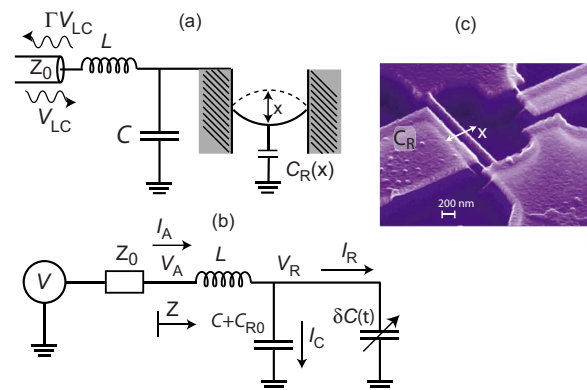 (a)
ΓV_LC
L
Z_0
V_LC
C
x
C_R(x)
(c)
C_R
x
200 nm
(b)
I_A
Z_0
V_A
L
V_R
I_R
V
Z
C+C_R0
I_C
δC(t)